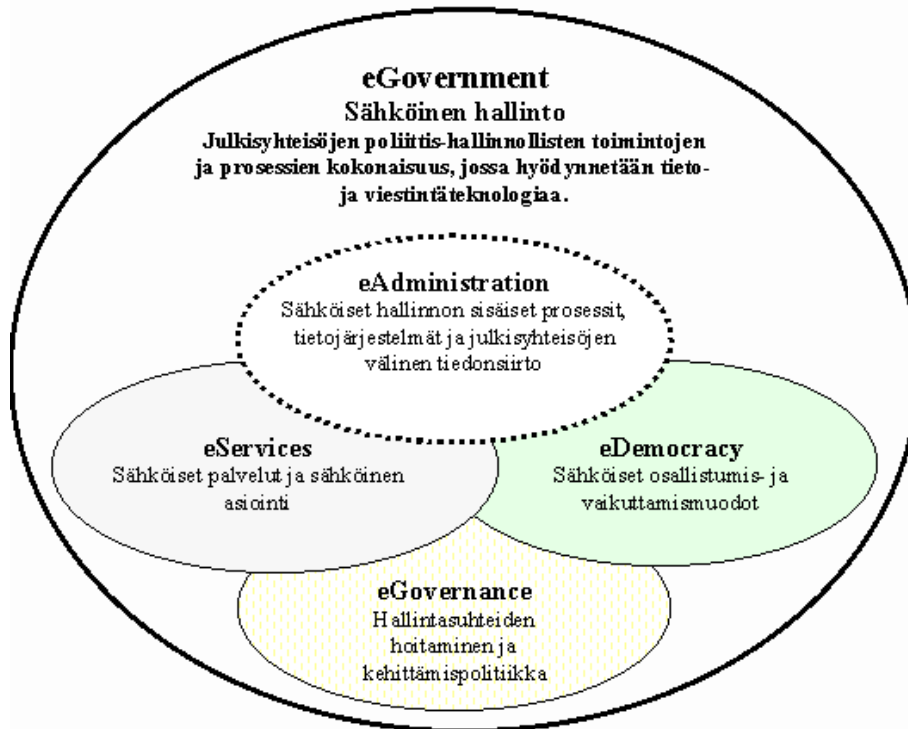 eGovernment
Sähköinen hallinto
Julkisyhteisöjen poliittis-hallinnollisten toimintojen
ja prosessien kokonaisuus, jossa hyödynnetään tieto-
ja viestintäteknologiaa.
eAdministration
Sähköiset hallinnon sisäiset prosessit,
tietojärjestelmät ja julkisyhteisöjen
välinen tiedonsiirto
eServices
Sähköiset palvelut ja sähköinen
asiointi
eDemocracy
Sähköiset osallistumis- ja
vaikuttamismuodot
eGovernance
Hallintasuhteiden
hoitaminen ja
kehittämispolitiikka